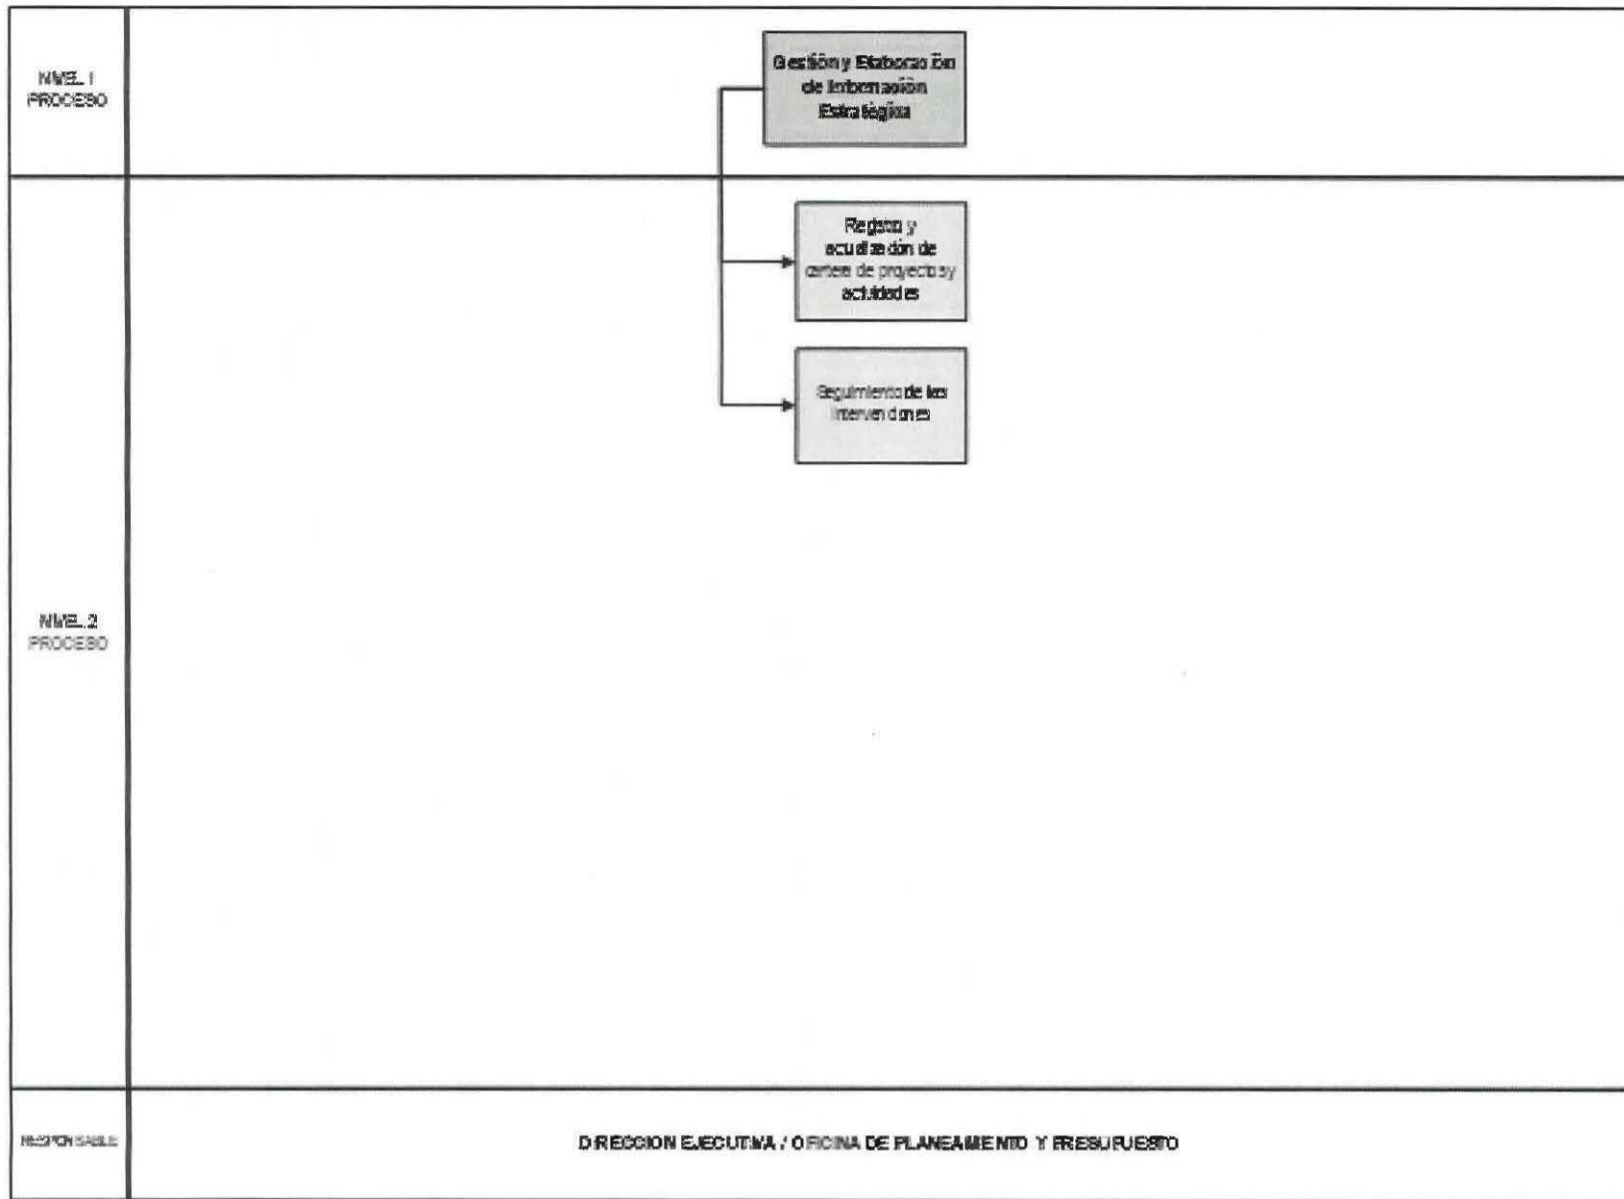 NIVEL 1
PROCESO
Gestión y Elaboración
de Información
Estratégica
Registro y
actualización de
cartera de proyectos y
actividades
Seguimiento de las
Intervenciones
NIVEL 2
PROCESO
RESPONSABLE
DIRECCION EJECUTIVA / OFICINA DE PLANEAMIENTO Y PRESUPUESTO